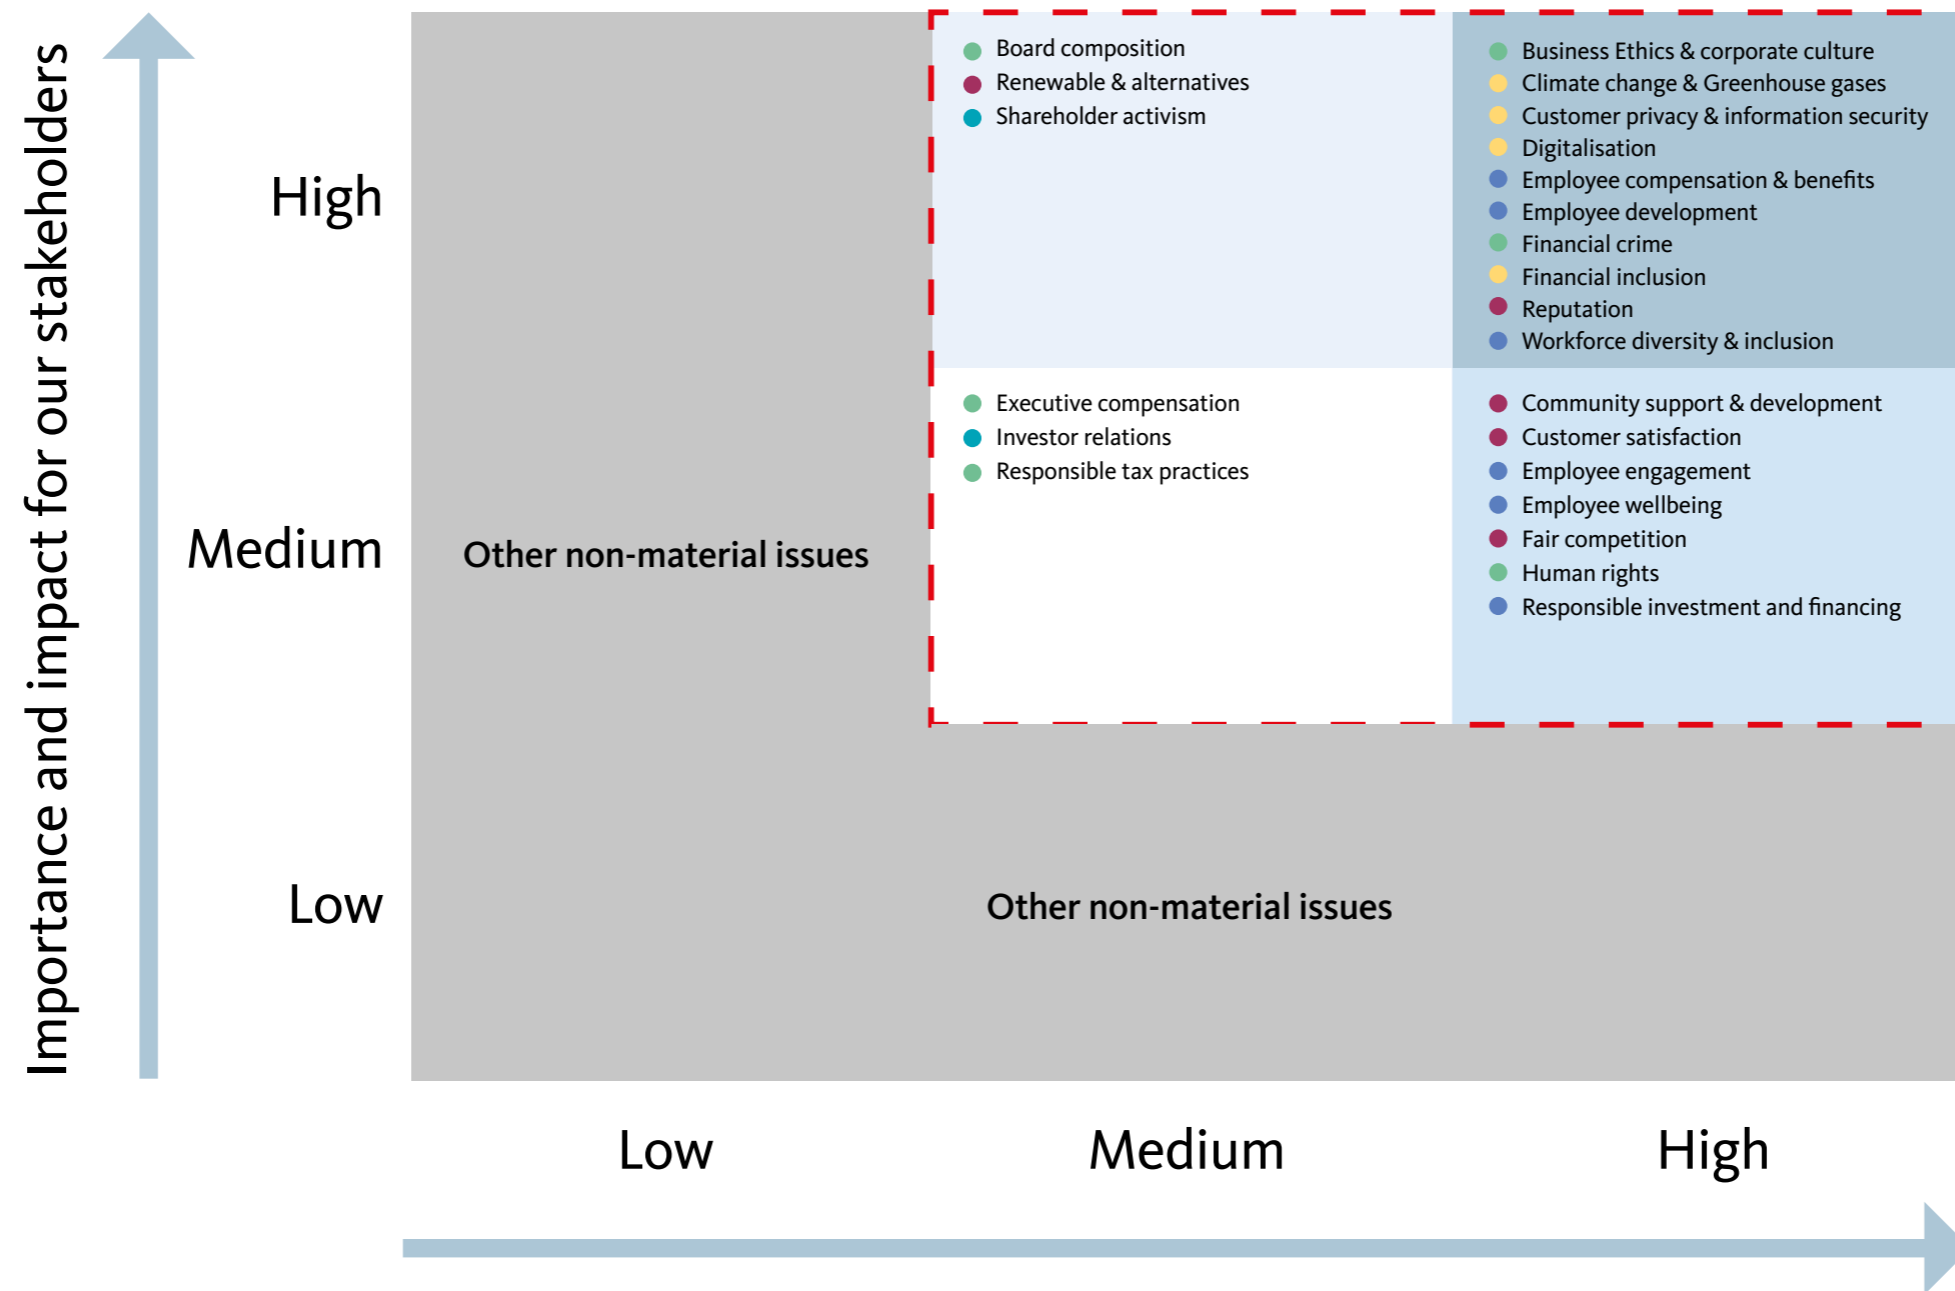 Importance and impact for our stakeholders
High
Medium
Low
Other non-material issues
Board composition
Renewable & alternatives
Shareholder activism
Business Ethics & corporate culture
Climate change & Greenhouse gases
Customer privacy & information security
Digitalisation
Employee compensation & benefits
Employee development
Financial crime
Financial inclusion
Reputation
Workforce diversity & inclusion
Executive compensation
Investor relations
Responsible tax practices
Community support & development
Customer satisfaction
Employee engagement
Employee wellbeing
Fair competition
Human rights
Responsible investment and financing
Other non-material issues
Low
Medium
High